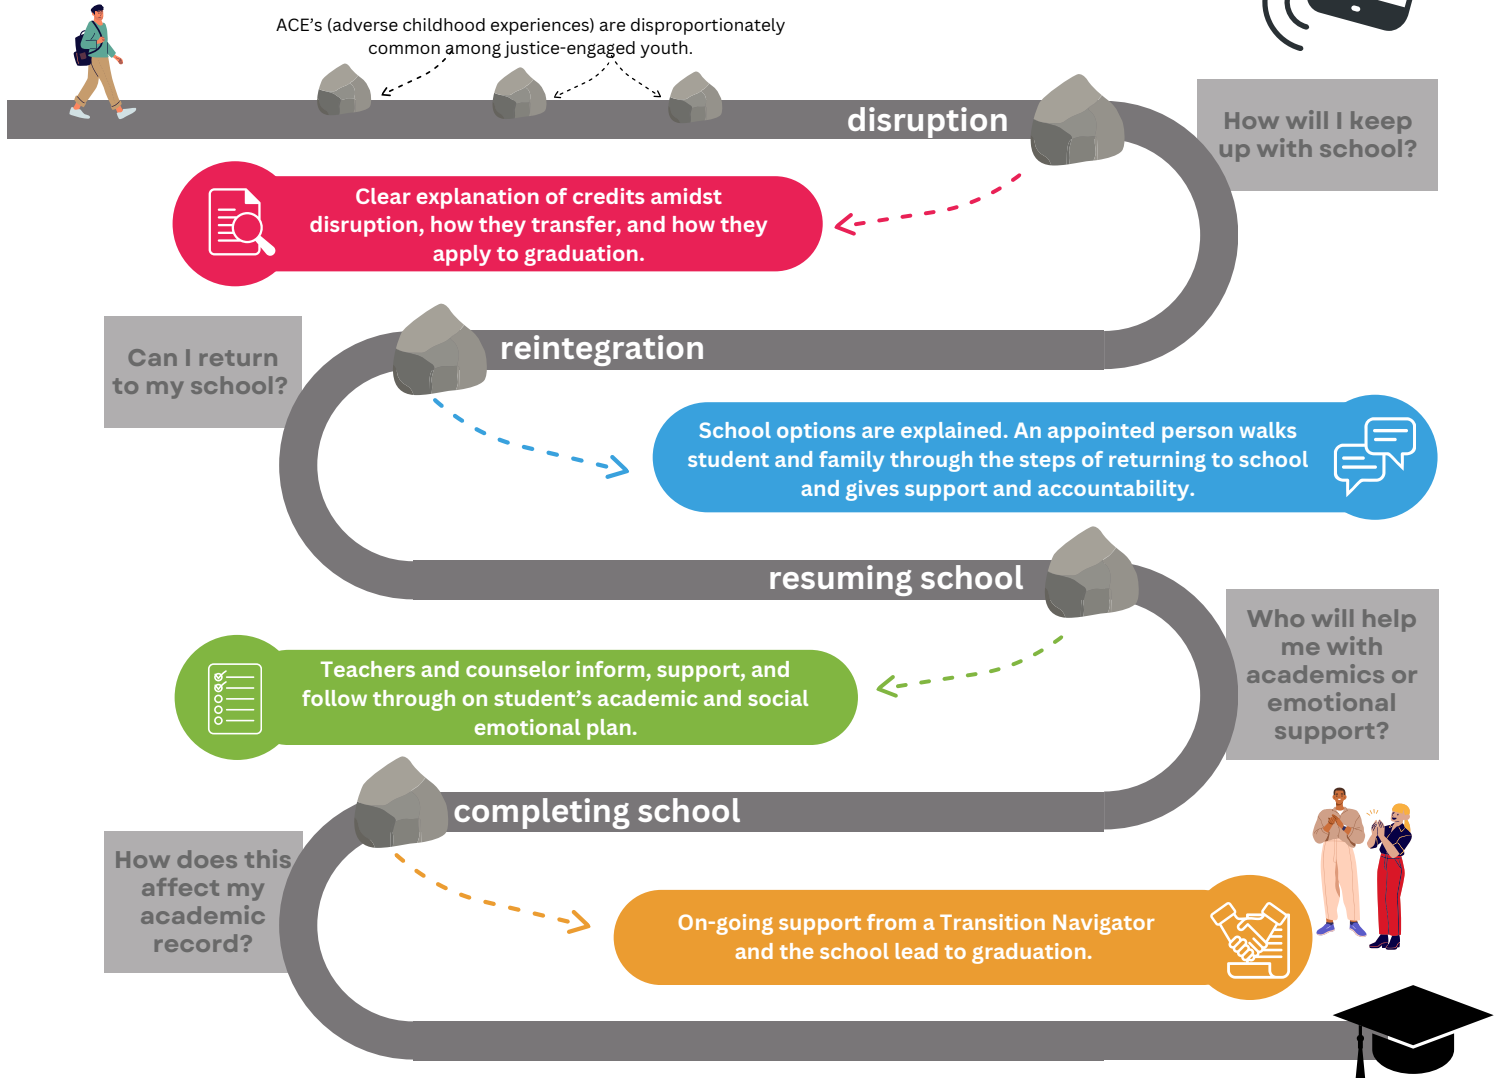 ACE's (adverse childhood experiences) are disproportionately
common among justice-engaged youth.
disruption
How will I keep
up with school?
Clear explanation of credits amidst
disruption, how they transfer, and how they
apply to graduation.
reintegration
Can I return
to my school?
School options are explained. An appointed person walks
student and family through the steps of returning to school
and gives support and accountability.
resuming school
Who will help
me with
academics or
emotional
support?
Teachers and counselor inform, support, and
follow through on student's academic and social
emotional plan.
completing school
How does this
affect my
academic
record?
On-going support from a Transition Navigator
and the school lead to graduation.